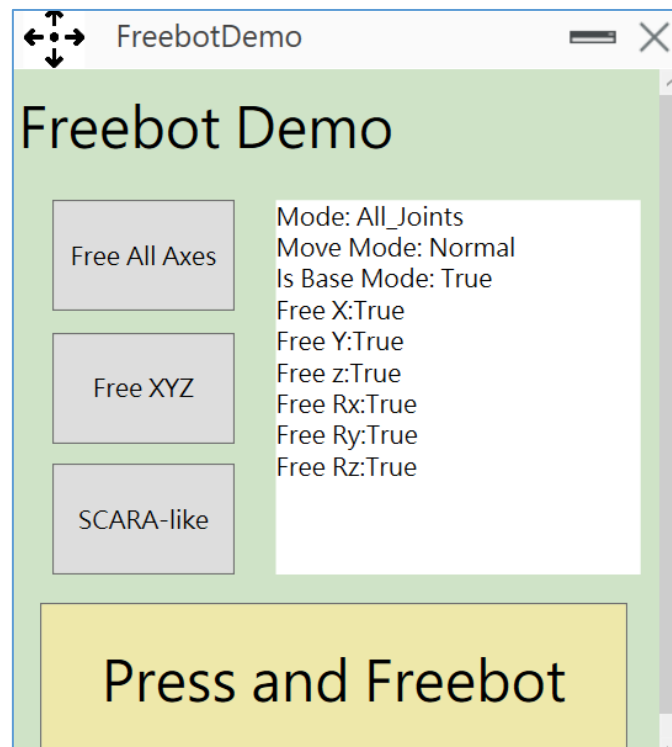 FreebotDemo
Freebot Demo
Free All Axes
Free XYZ
SCARA-like
Mode: All_Joints
Move Mode: Normal
Is Base Mode: True
Free X:True
Free Y:True
Free z:True
Free Rx:True
Free Ry:True
Free Rz:True
Press and Freebot